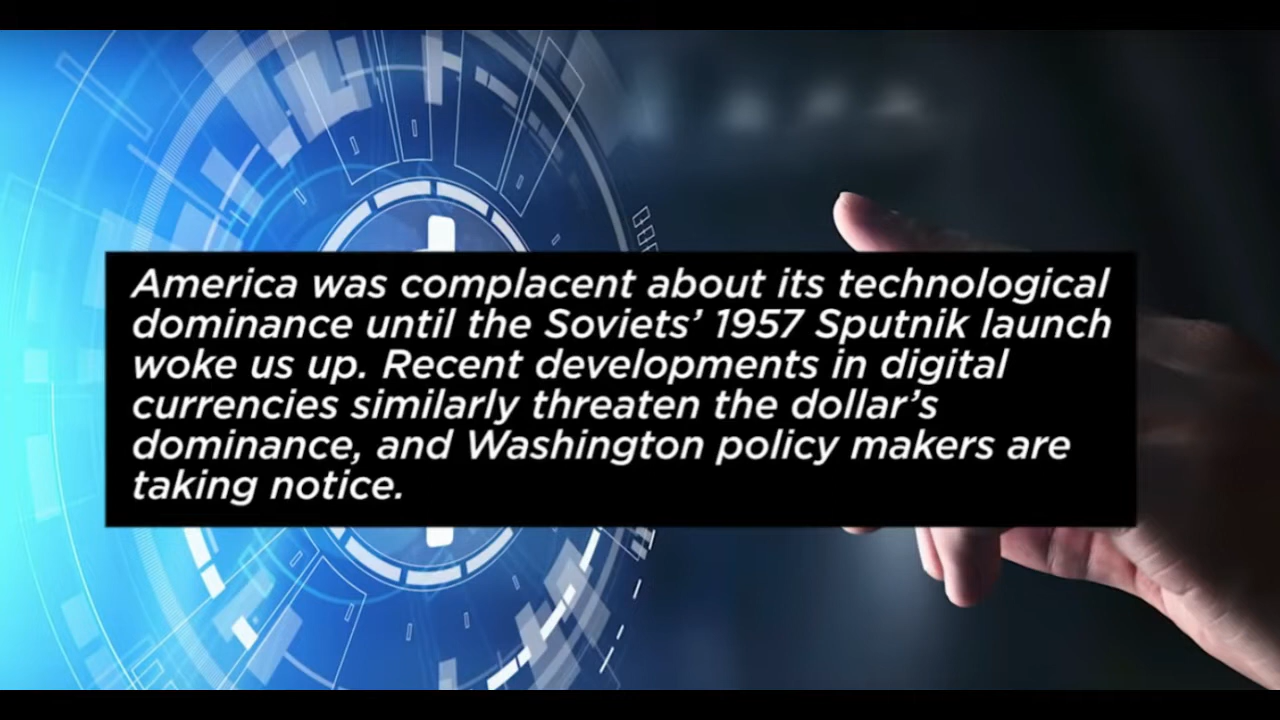 America was complacent about its technological
dominance until the Soviets’ 1957 Sputnik launch
woke us up. Recent developments in digital
currencies similarly threaten the dollar’s
dominance, and Washington policy makers are
taking notice.